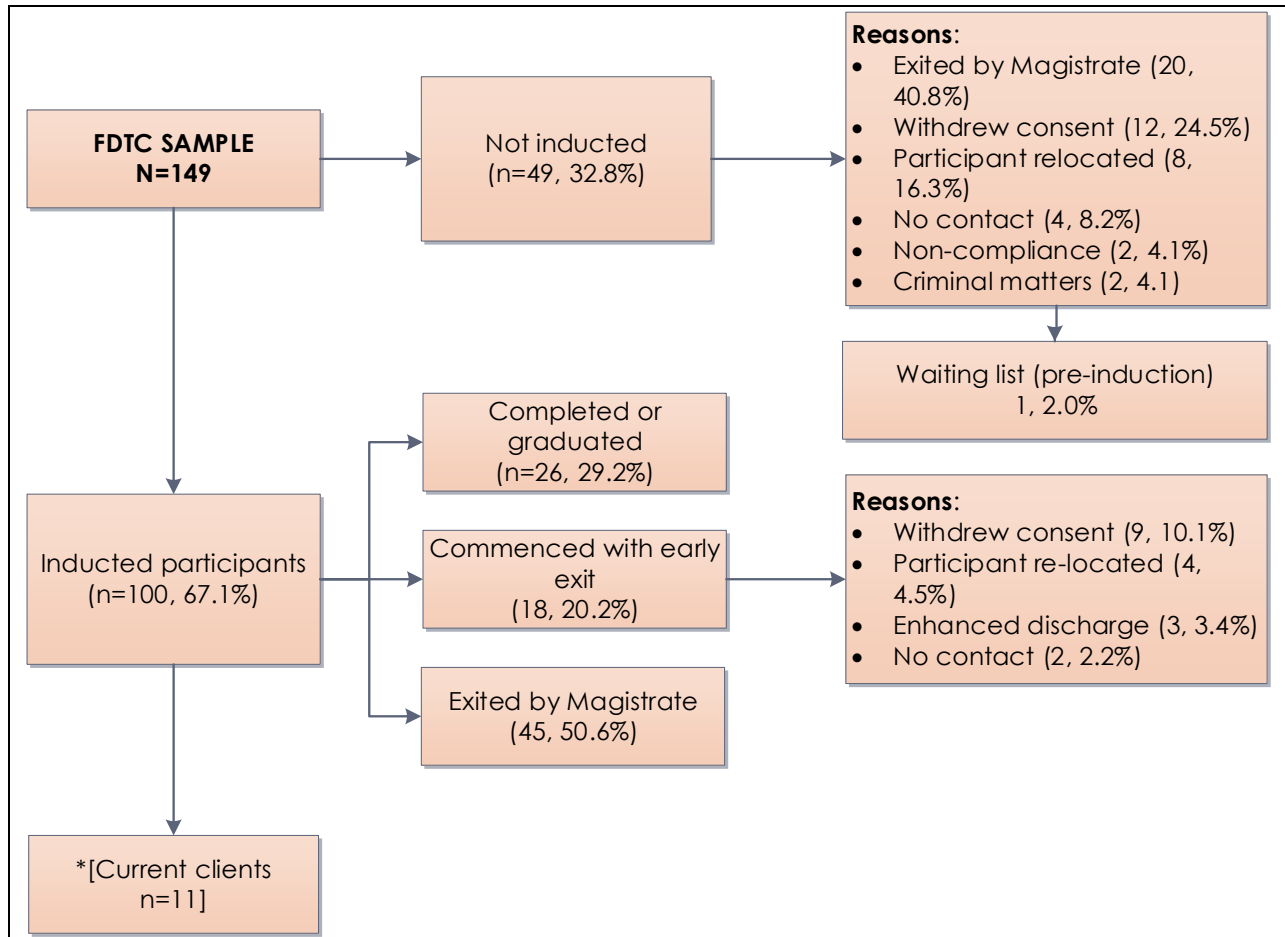 FDTC SAMPLE
N=149
Not inducted
(n=49, 32.8%)
Reasons:
• Exited by Magistrate (20,
40.8%)
• Withdrew consent (12, 24.5%)
• Participant relocated (8,
16.3%)
• No contact (4, 8.2%)
• Non-compliance (2, 4.1%)
• Criminal matters (2, 4.1)
Waiting list (pre-induction)
1, 2.0%
Inducted participants
(n=100, 67.1%)
Completed or
graduated
(n=26, 29.2%)
Commenced with early
exit
(18, 20.2%)
Exited by Magistrate
(45, 50.6%)
Reasons:
• Withdrew consent (9, 10.1%)
• Participant re-located (4,
4.5%)
• Enhanced discharge (3, 3.4%)
• No contact (2, 2.2%)
*[Current clients
n=11]